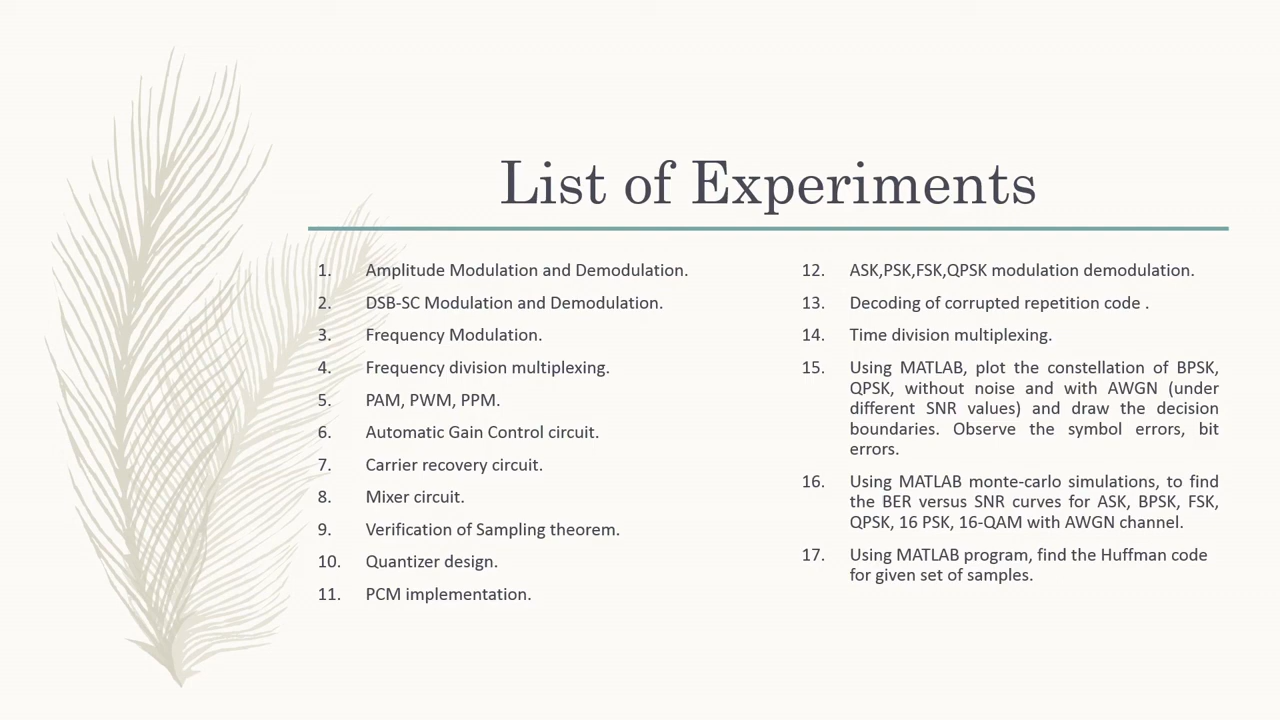 List of Experiments
1. Amplitude Modulation and Demodulation.
2. DSB-SC Modulation and Demodulation.
3. Frequency Modulation.
4. Frequency division multiplexing.
5. PAM, PWM, PPM.
6. Automatic Gain Control circuit.
7. Carrier recovery circuit.
8. Mixer circuit.
9. Verification of Sampling theorem.
10. Quantizer design.
11. PCM implementation.
12. ASK,PSK,FSK,QPSK modulation demodulation.
13. Decoding of corrupted repetition code .
14. Time division multiplexing.
15. Using MATLAB, plot the constellation of BPSK,
QPSK, without noise and with AWGN (under
different SNR values) and draw the decision
boundaries. Observe the symbol errors, bit
errors.
16. Using MATLAB monte-carlo simulations, to find
the BER versus SNR curves for ASK, BPSK, FSK,
QPSK, 16 PSK, 16-QAM with AWGN channel.
17. Using MATLAB program, find the Huffman code
for given set of samples.